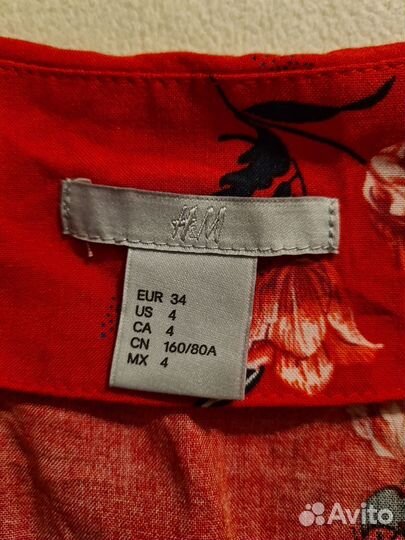 H&M
EUR 34
US 4
CA 4
CN 160/80A
MX 4
Avito